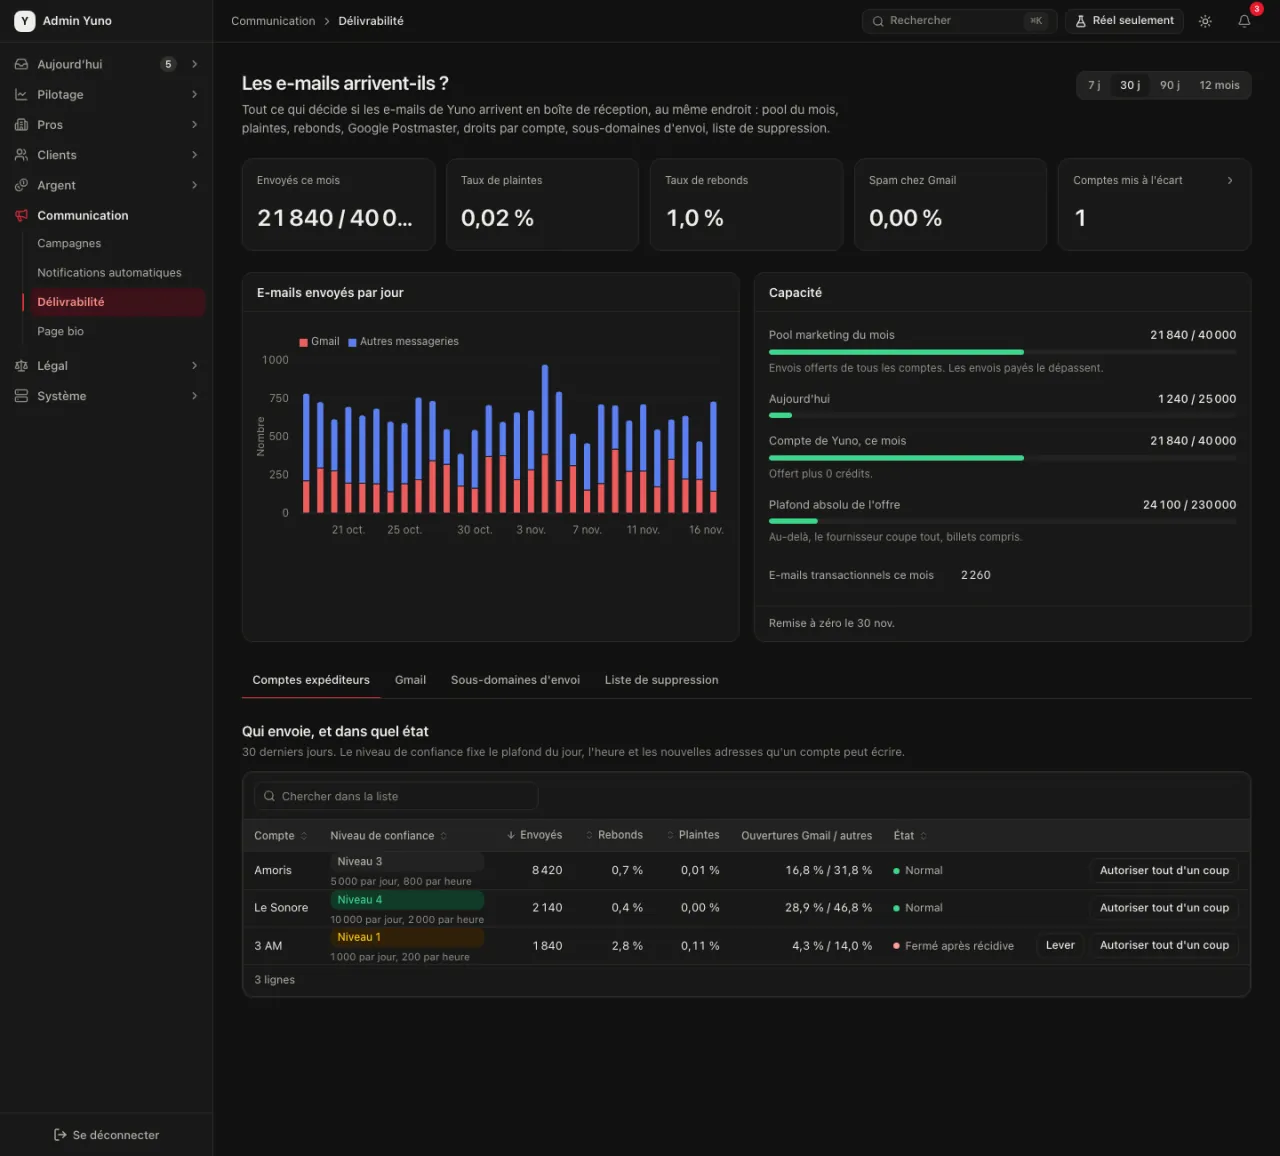 Y Admin Yuno
Communication > Délivrabilité
Rechercher ⌘K
Réel seulement
3
Aujourd'hui 5
Pilotage
Pros
Clients
Argent
Communication
Campagnes
Notifications automatiques
Délivrabilité
Page bio
Légal
Système
Se déconnecter
Les e-mails arrivent-ils ?
7 j 30 j 90 j 12 mois
Tout ce qui décide si les e-mails de Yuno arrivent en boîte de réception, au même endroit : pool du mois,
plaintes, rebonds, Google Postmaster, droits par compte, sous-domaines d'envoi, liste de suppression.
Envoyés ce mois
21 840 / 40 0...
Taux de plaintes
0,02 %
Taux de rebonds
1,0 %
Spam chez Gmail
0,00 %
Comptes mis à l'écart
1
E-mails envoyés par jour
Gmail Autres messageries
Nombre
1000
750
500
250
0
21 oct. 25 oct. 30 oct. 3 nov. 7 nov. 11 nov. 16 nov.
Capacité
Pool marketing du mois 21 840 / 40 000
Envois offerts de tous les comptes. Les envois payés le dépassent.
Aujourd'hui 1 240 / 25 000
Compte de Yuno, ce mois 21 840 / 40 000
Offert plus 0 crédits.
Plafond absolu de l'offre 24 100 / 230 000
Au-delà, le fournisseur coupe tout, billets compris.
E-mails transactionnels ce mois 2 260
Remise à zéro le 30 nov.
Comptes expéditeurs Gmail Sous-domaines d'envoi Liste de suppression
Qui envoie, et dans quel état
30 derniers jours. Le niveau de confiance fixe le plafond du jour, l'heure et les nouvelles adresses qu'un compte peut écrire.
Chercher dans la liste
Compte Niveau de confiance Envoyés Rebonds Plaintes Ouvertures Gmail / autres État
Amoris Niveau 3 8 420 0,7 % 0,01 % 16,8 % / 31,8 % Normal Autoriser tout d'un coup
5 000 par jour, 800 par heure
Le Sonore Niveau 4 2 140 0,4 % 0,00 % 28,9 % / 46,8 % Normal Autoriser tout d'un coup
10 000 par jour, 2 000 par heure
3 AM Niveau 1 1 840 2,8 % 0,11 % 4,3 % / 14,0 % Fermé après récidive Lever Autoriser tout d'un coup
1 000 par jour, 200 par heure
3 lignes